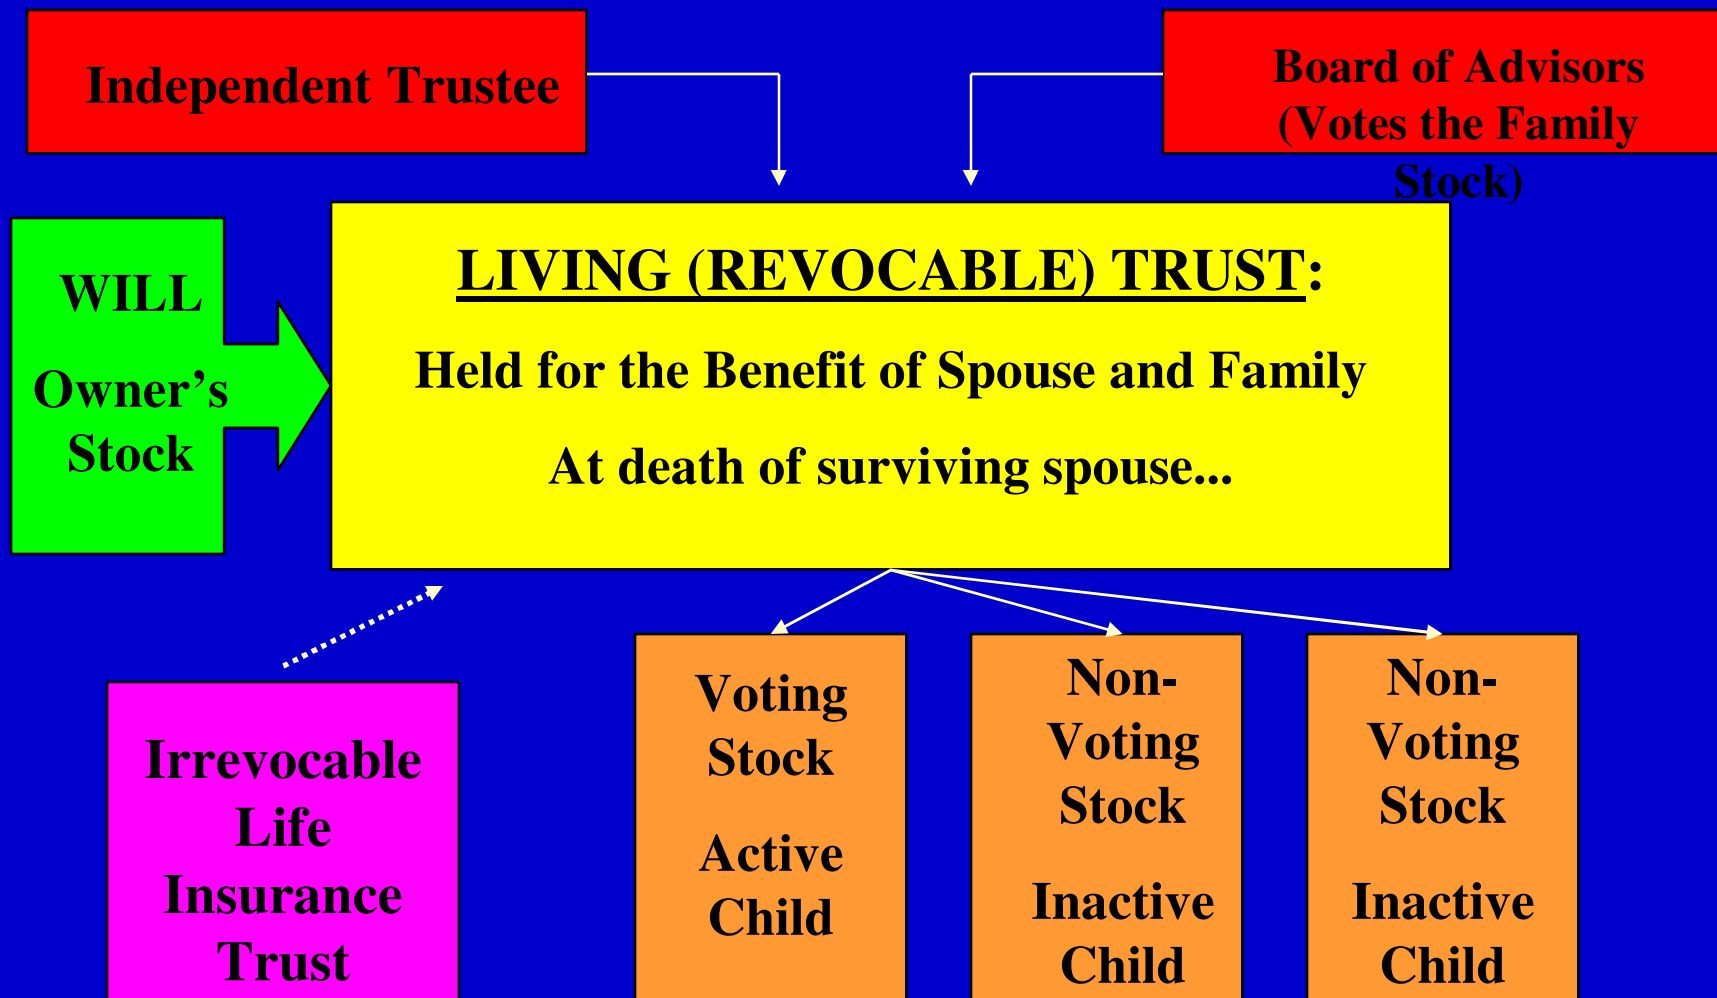 Independent Trustee
Board of Advisors
(Votes the Family
Stock)
WILL
Owner’s
Stock
LIVING (REVOCABLE) TRUST:
Held for the Benefit of Spouse and Family
At death of surviving spouse...
Irrevocable
Life
Insurance
Trust
Voting
Stock
Active
Child
Non-
Voting
Stock
Inactive
Child
Non-
Voting
Stock
Inactive
Child